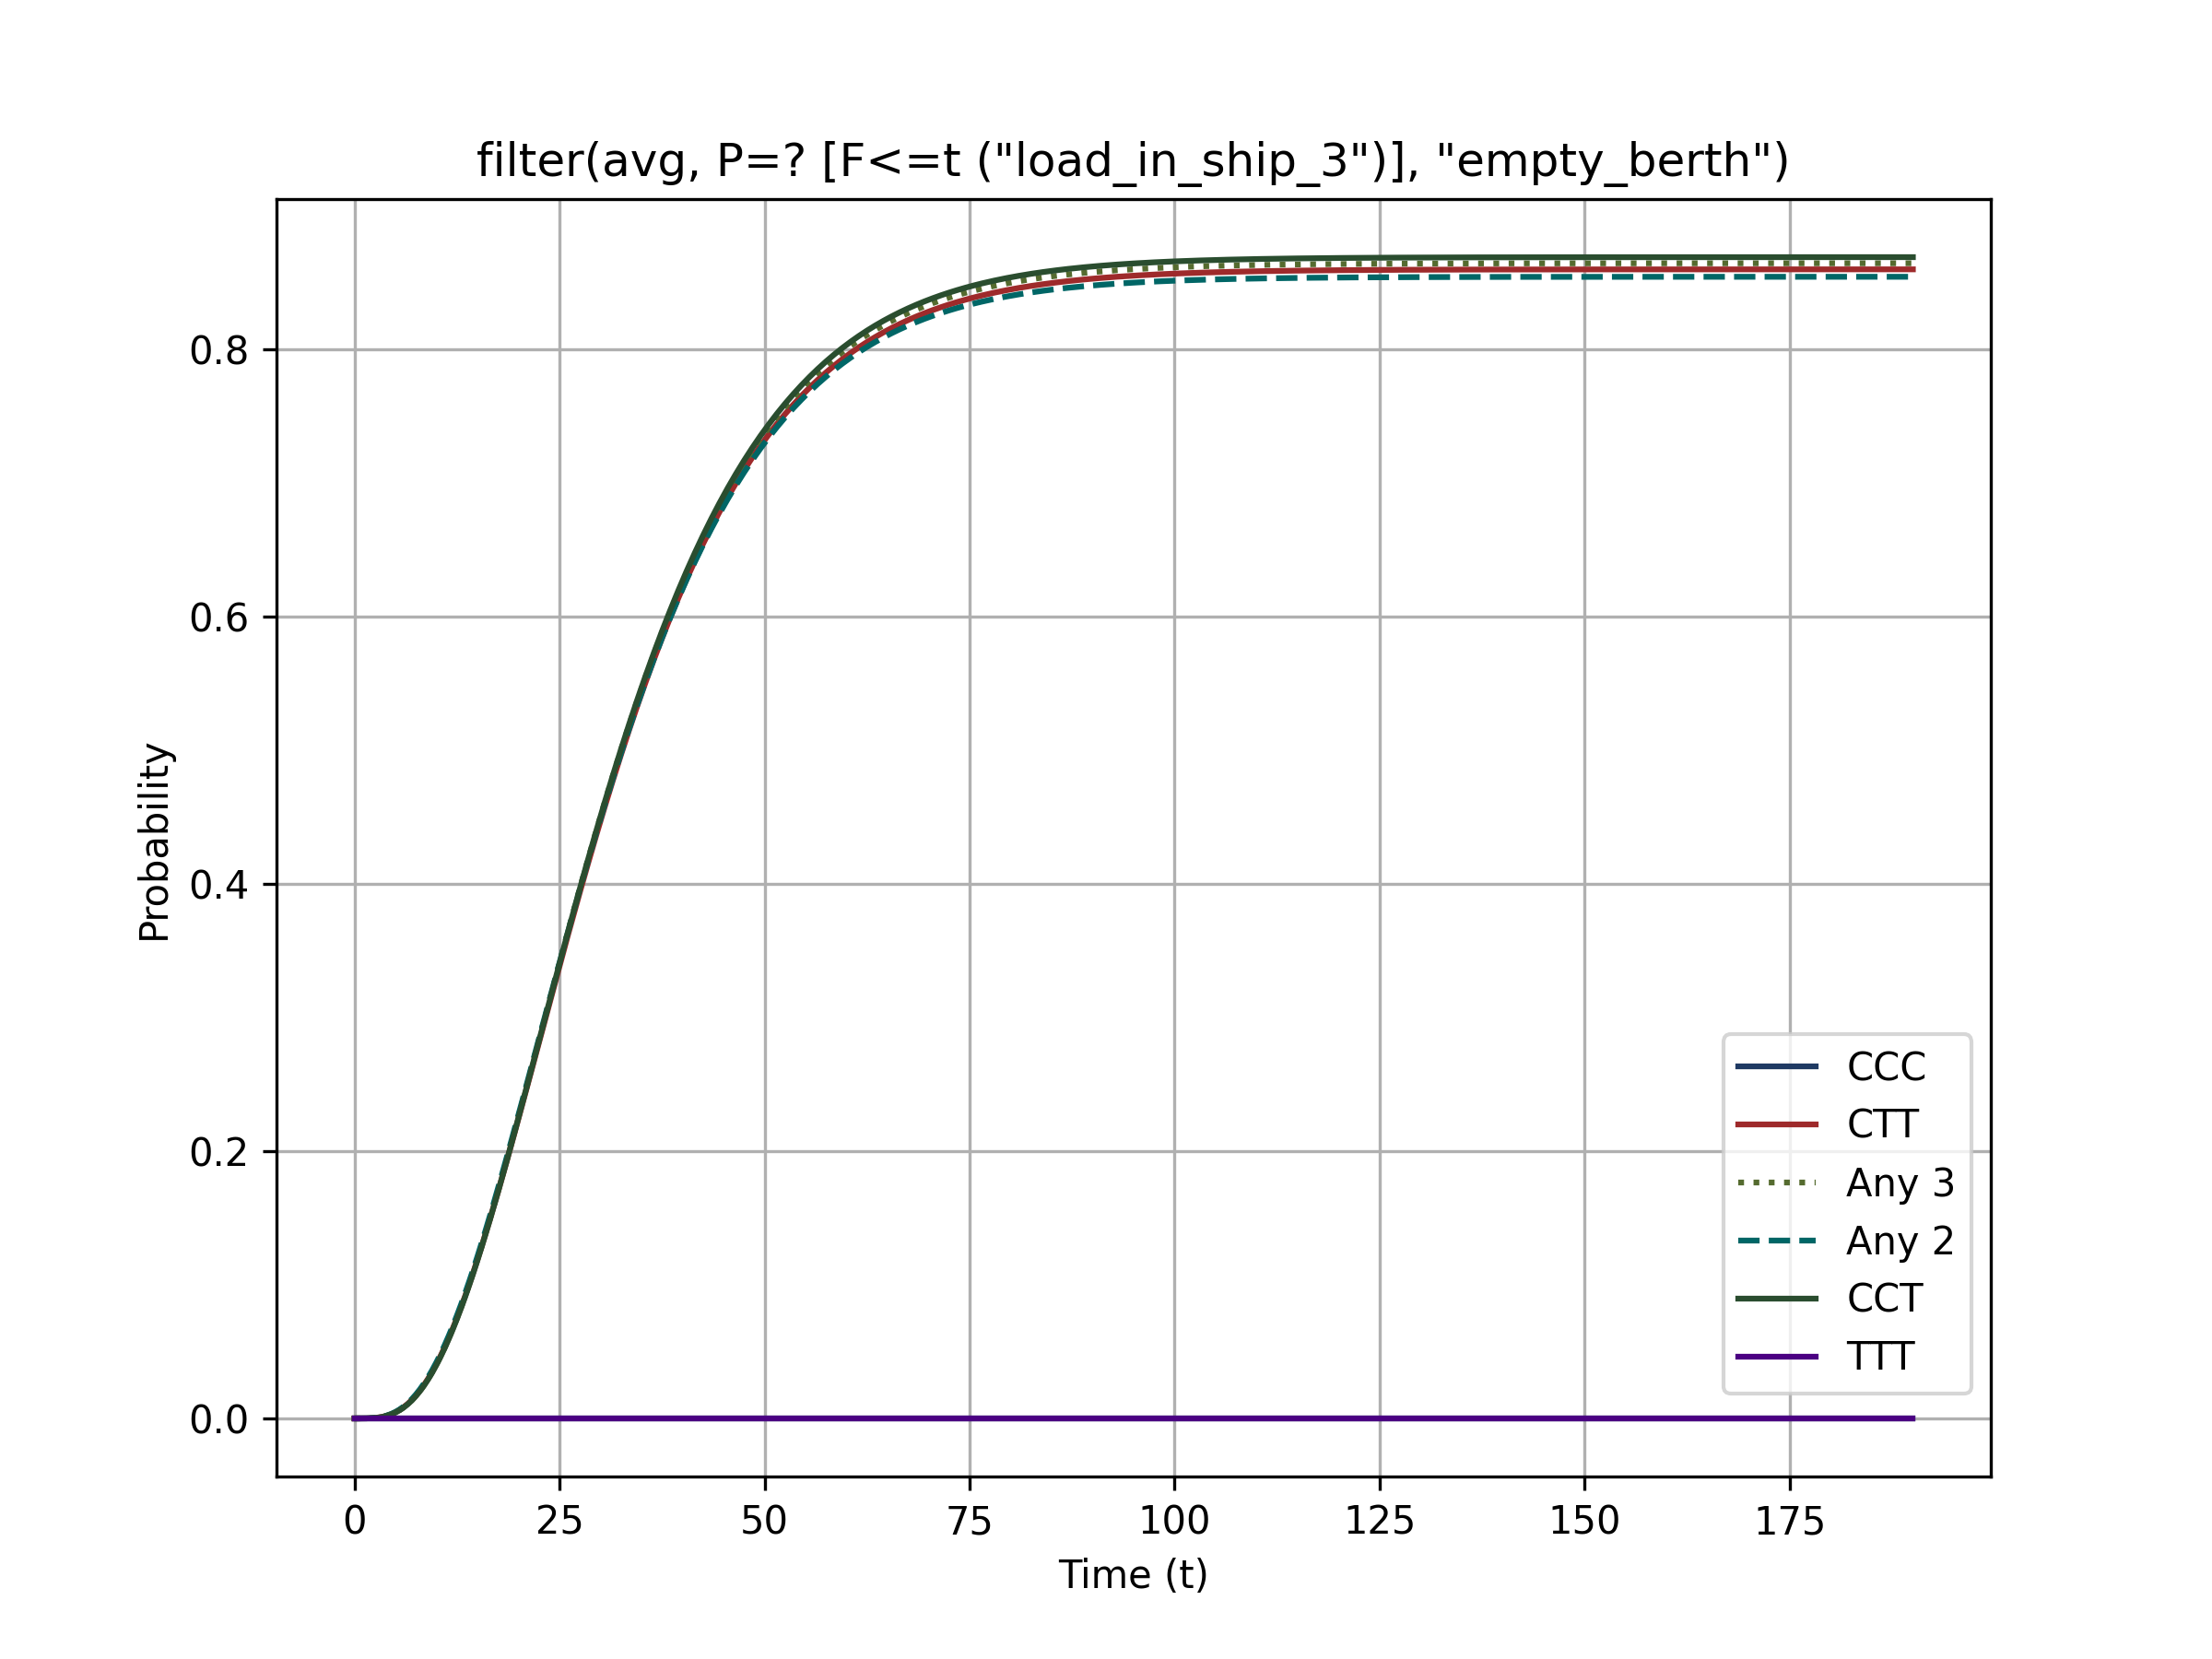 filter(avg, P=? [F<=t ("load_in_ship_3")], "empty_berth")
Probability
0.8
0.6
0.4
0.2
0.0
0 25 50 75 100 125 150 175
Time (t)
CCC
CTT
Any 3
Any 2
CCT
TTT